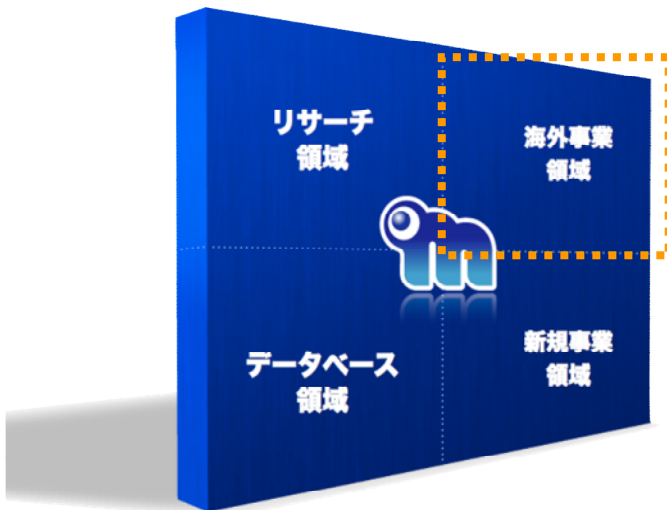 リサーチ
領域
海外事業
領域
データベース
領域
新規事業
領域